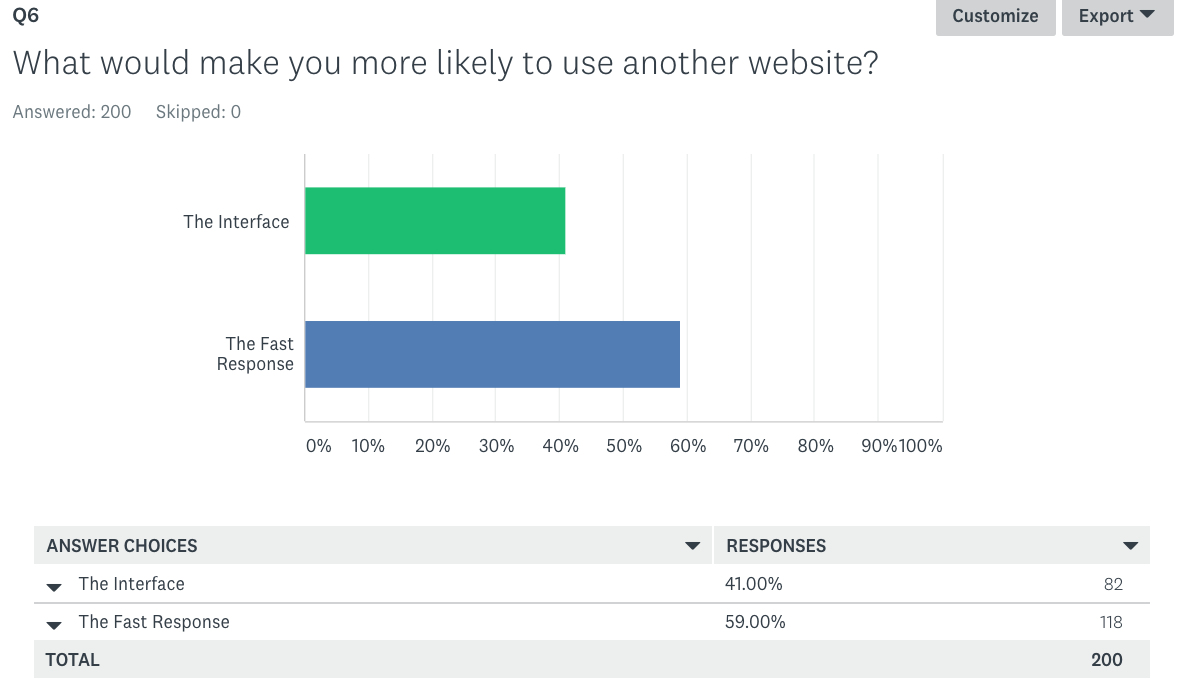 Q6
Customize
Export
What would make you more likely to use another website?
Answered: 200 Skipped: 0
The Interface
The Fast
Response
0% 10% 20% 30% 40% 50% 60% 70% 80% 90% 100%
ANSWER CHOICES RESPONSES
The Interface 41.00% 82
The Fast Response 59.00% 118
TOTAL 200